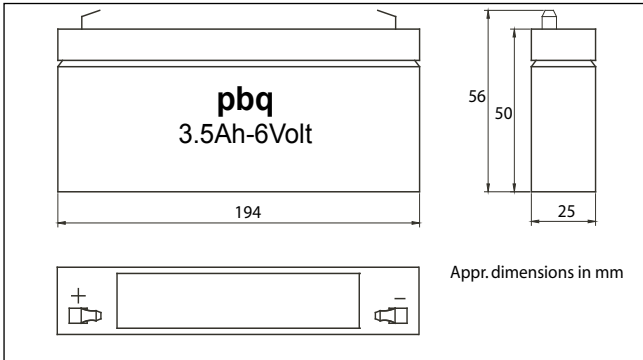 pbq
3.5Ah-6Volt
56
50
194
25
Appr. dimensions in mm
+ −